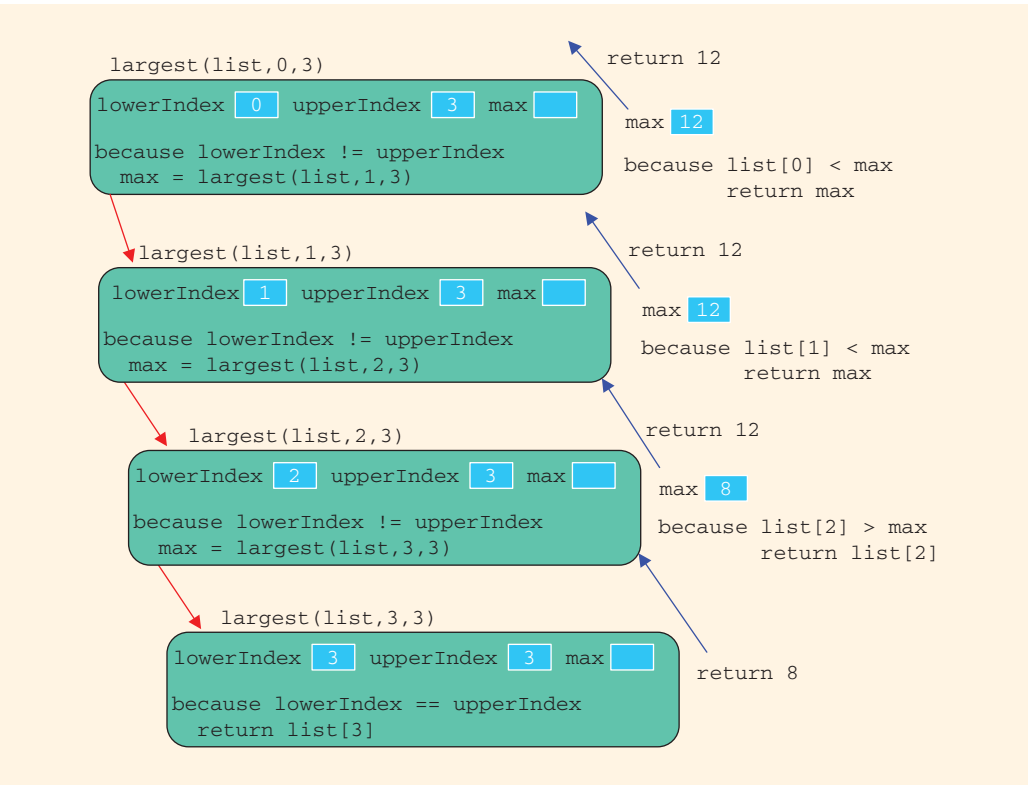 largest(list,0,3)
lowerIndex 0 upperIndex 3 max
because lowerIndex != upperIndex
max = largest(list,1,3)
return 12
max 12
because list[0] < max
return max
largest(list,1,3)
lowerIndex 1 upperIndex 3 max
because lowerIndex != upperIndex
max = largest(list,2,3)
return 12
max 12
because list[1] < max
return max
largest(list,2,3)
lowerIndex 2 upperIndex 3 max
because lowerIndex != upperIndex
max = largest(list,3,3)
return 12
max 8
because list[2] > max
return list[2]
largest(list,3,3)
lowerIndex 3 upperIndex 3 max
because lowerIndex == upperIndex
return list[3]
return 8